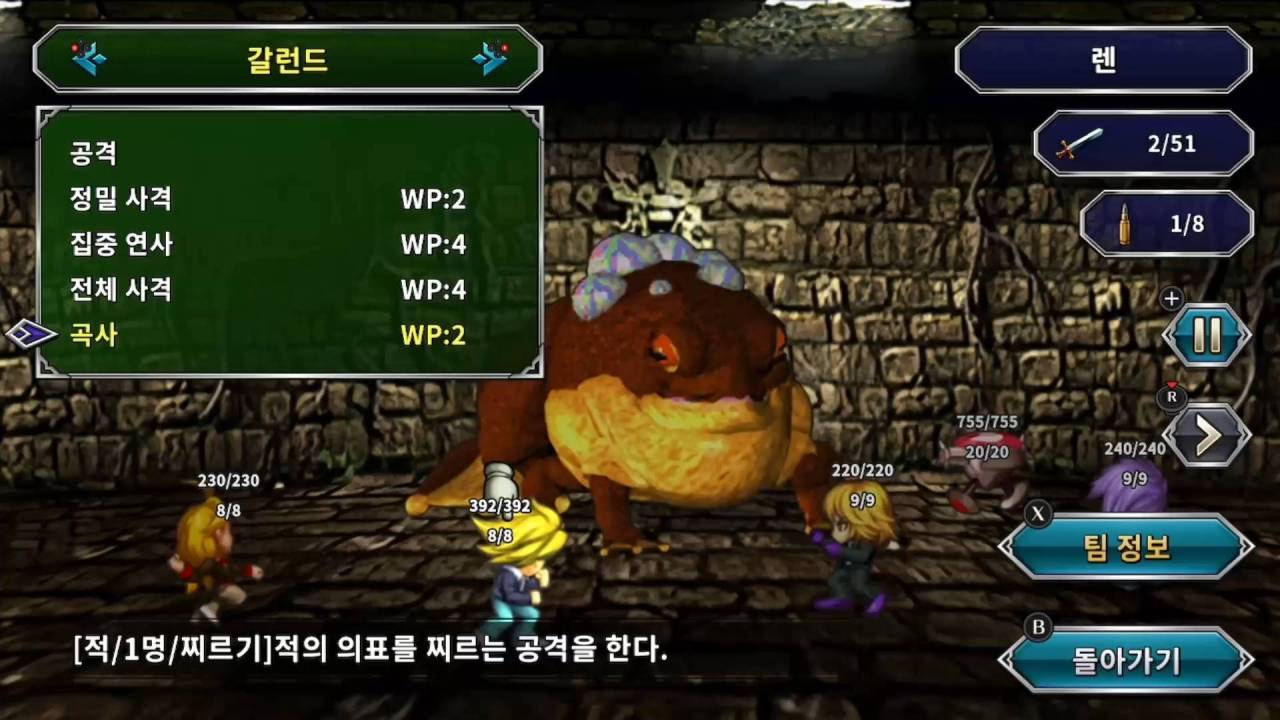 갈런드
렌
공격
정밀 사격 WP:2
집중 연사 WP:4
전체 사격 WP:4
곡사 WP:2
2/51
1/8
+
R
230/230
8/8
392/392
8/8
220/220
9/9
755/755
20/20
240/240
9/9
X
팀 정보
B
돌아가기
[적/1명/찌르기]적의 의표를 찌르는 공격을 한다.